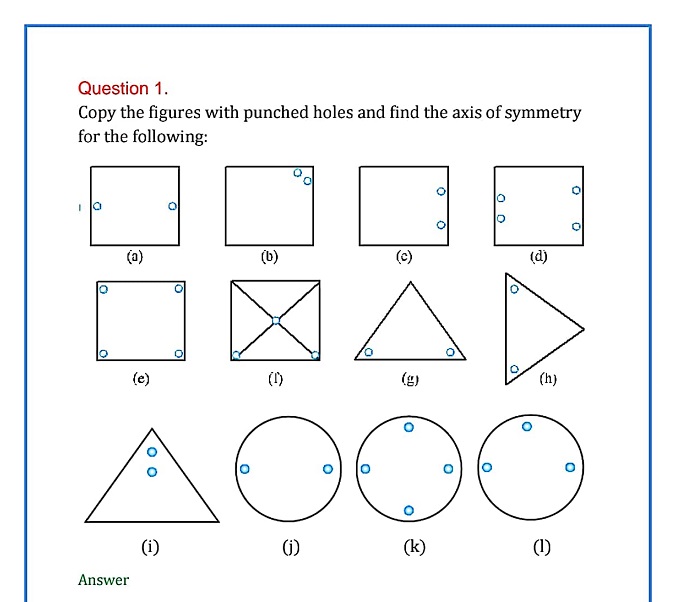 Question 1.
Copy the figures with punched holes and find the axis of symmetry
for the following:
(a) (b) (c) (d)
(e) (f) (g) (h)
(i) (j) (k) (l)
Answer